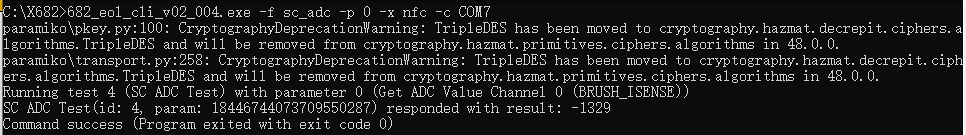 C:\X682>682_eol_cli_v02_004.exe -f sc_adc -p 0 -x nfc -c COM7
paramiko\pkey.py:100: CryptographyDeprecationWarning: TripleDES has been moved to cryptography.hazmat.decrepit.ciphers.a
lgorithms.TripleDES and will be removed from cryptography.hazmat.primitives.ciphers.algorithms in 48.0.0.
paramiko\transport.py:258: CryptographyDeprecationWarning: TripleDES has been moved to cryptography.hazmat.decrepit.ciph
ers.algorithms.TripleDES and will be removed from cryptography.hazmat.primitives.ciphers.algorithms in 48.0.0.
Running test 4 (SC ADC Test) with parameter 0 (Get ADC Value Channel 0 (BRUSH_ISENSE))
SC ADC Test(id: 4, param: 18446744073709550287) responded with result: -1329
Command success (Program exited with exit code 0)